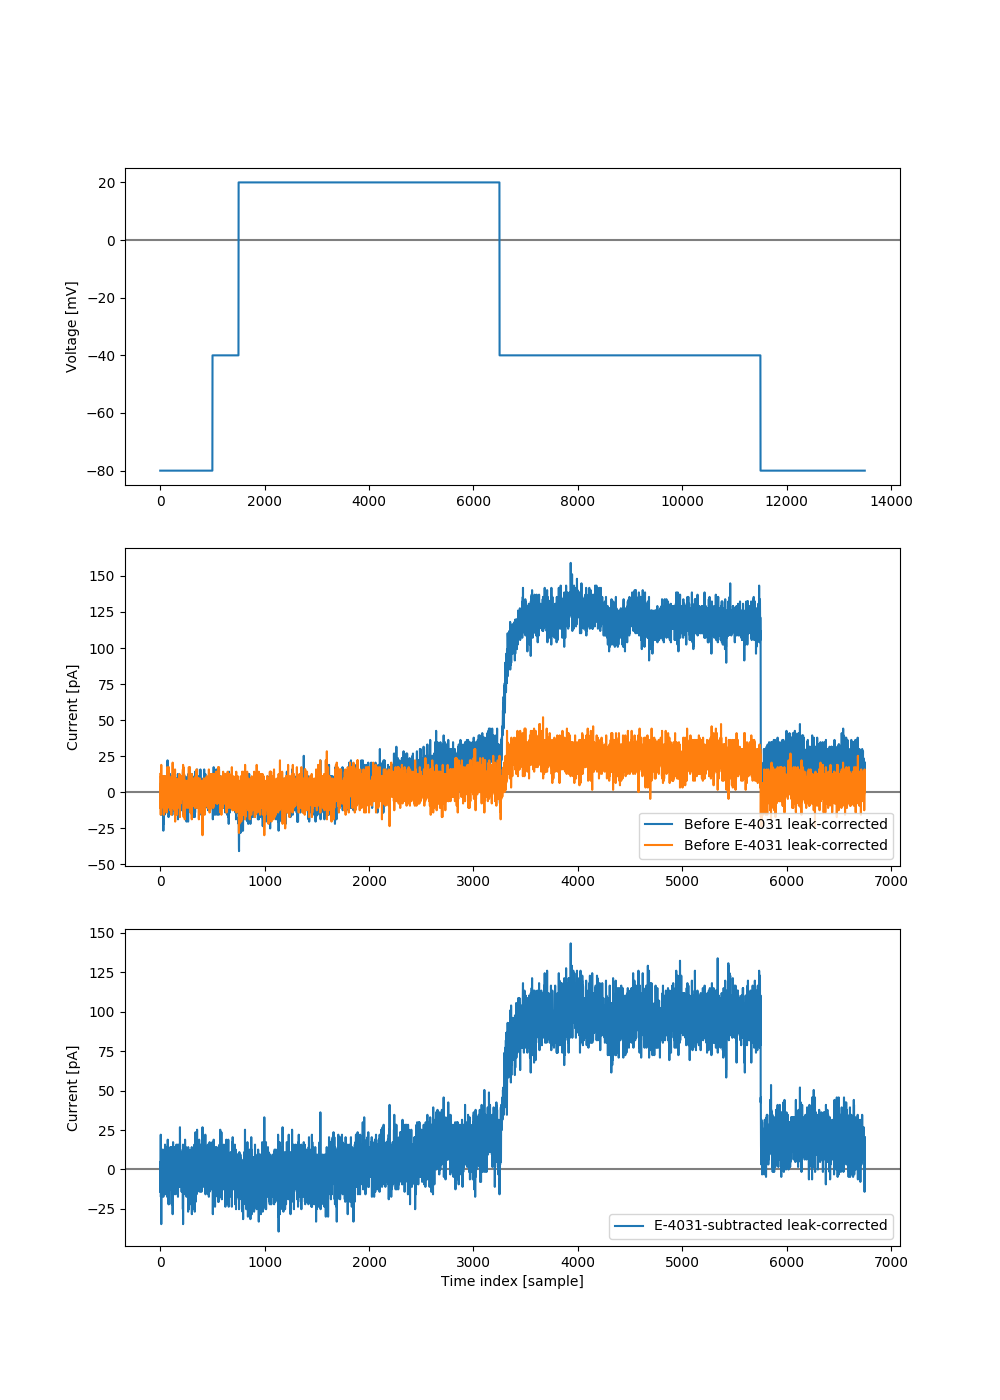 20
0
−20
−40
−60
−80
Voltage [mV]
0 2000 4000 6000 8000 10000 12000 14000
150
125
100
75
50
25
0
−25
−50
Current [pA]
Before E-4031 leak-corrected
Before E-4031 leak-corrected
0 1000 2000 3000 4000 5000 6000 7000
150
125
100
75
50
25
0
−25
Current [pA]
E-4031-subtracted leak-corrected
0 1000 2000 3000 4000 5000 6000 7000
Time index [sample]